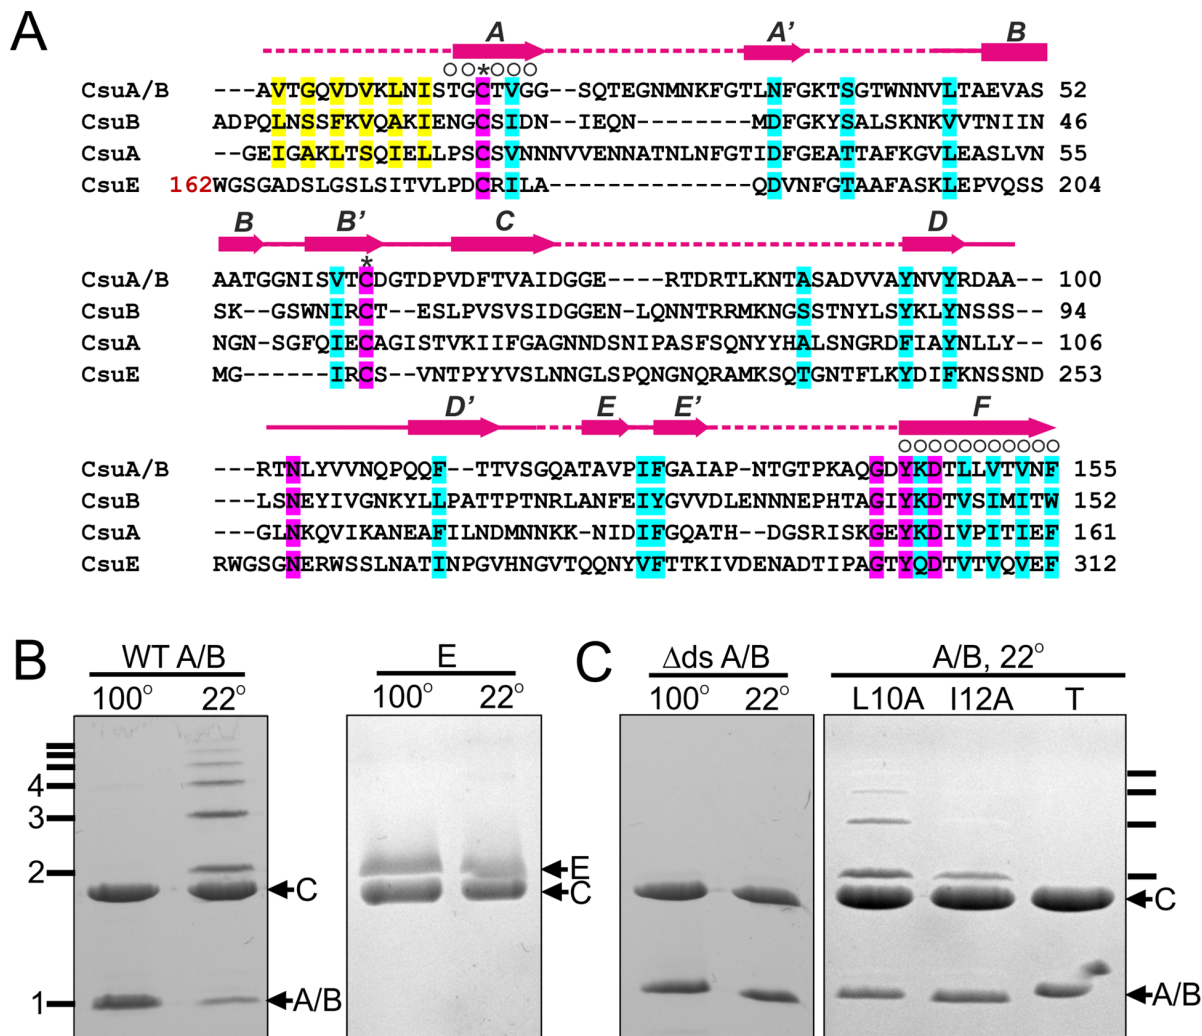 A
A A’ B
○○*○○○
CsuA/B ---AVTGQVDVKLNISTGCTVGG--SQTEGNMNKFGTLNFGKTSGTWNNVLTAEVAS 52
CsuB ADPQLNSSFKVQAKIENGCSIDN--IEQN--------MDFGKYSALSKNKVVTNIIN 46
CsuA --GEIGAKLTSQIELLPSCSVNNNVVENNATNLNFGTIDFGEATTAFKGVLEASLVN 55
CsuE 162WGSGADSLGSLSITVLPDCRILA------------QDVNFGTAAFASKLEPVQSS 204
B B’ C D
*
CsuA/B AATGGNISVTCDGTDPVDFTVAIDGGE----RTDRTLKNTASADVVAYNVYRDAA-- 100
CsuB SK--GSWNIRCT--ESLPVSVSIDGGEN-LQNNTRRMKNGSSTNYLSYKLYNSSS-- 94
CsuA NGN-SGFQIECAGISTVKIIFGAGNNDSNIPASFSQNYYHALSNGRDFIAYNLLY-- 106
CsuE MG------IRCS--VNTPYYVSLNNGLSPQNGNQRAMKSQTGNTFLKYDIFKNSSND 253
D’ E E’ F
○○○○○○○○○○○
CsuA/B ---RTNLYVVNQPQQF--TTVSGQATAVPIFGAIAP-NTGTPKAQGDYKDTLLVTVNF 155
CsuB ---LSNEYIVGNKYLLPATTPTNRLANFEIYGVVDLENNNEPHTAGIYKDTVSIMITW 152
CsuA ---GLNKQVIKANEAFILNDMNNKK-NIDIFGQATH--DGSRISKGEYKDIVPITIEF 161
CsuE RWGSGNERWSSLNATINPGVHNGVTQQNYVFTTKIVDENADTIPAGTYQDTVTVQVEF 312
B C
WT A/B E Δds A/B A/B, 22°
100° 22° 100° 22° 100° 22° L10A I12A T
4
3
2
1
E
C
C
C
A/B
A/B